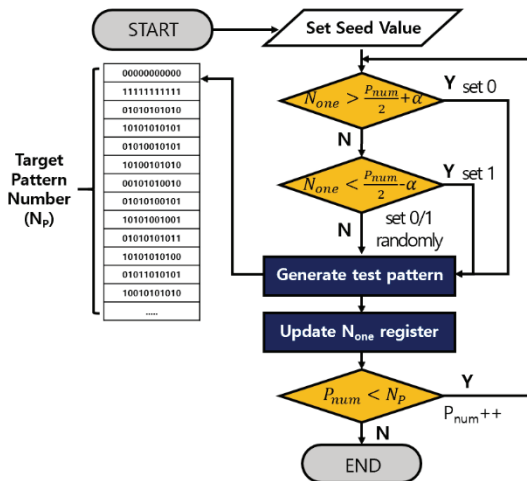 START
Set Seed Value
N_one > P_num/2 + α
Y set 0
N
N_one < P_num/2 - α
Y set 1
N
set 0/1
randomly
Generate test pattern
Update N_one register
P_num < N_P
Y
P_num++
N
END
Target
Pattern
Number
(N_P)
00000000000
11111111111
01010101010
10101010101
01010010101
10100101010
00101010010
01010100101
10101001001
01010101011
10101010100
01011010101
10010101010
.....